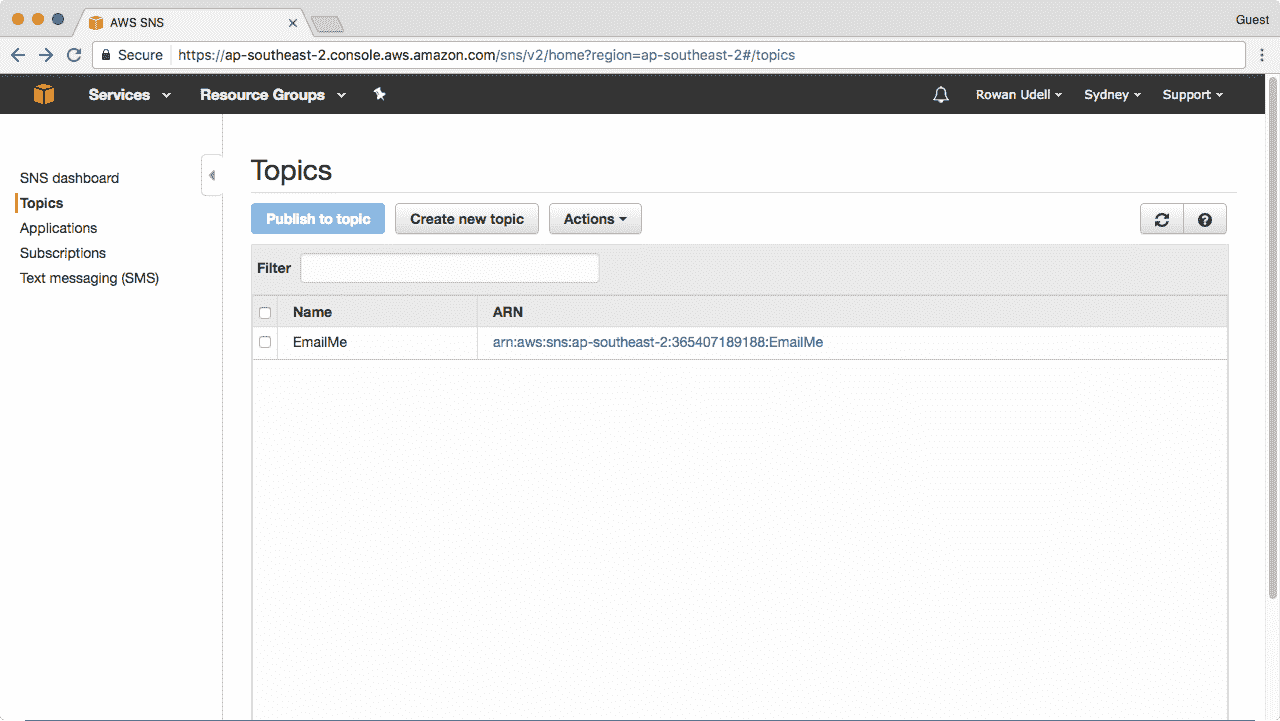 AWS SNS
Guest
Secure https://ap-southeast-2.console.aws.amazon.com/sns/v2/home?region=ap-southeast-2#/topics
Services Resource Groups Rowan Udell Sydney Support
SNS dashboard
Topics
Applications
Subscriptions
Text messaging (SMS)
Topics
Publish to topic Create new topic Actions
Filter
Name ARN
EmailMe arn:aws:sns:ap-southeast-2:365407189188:EmailMe